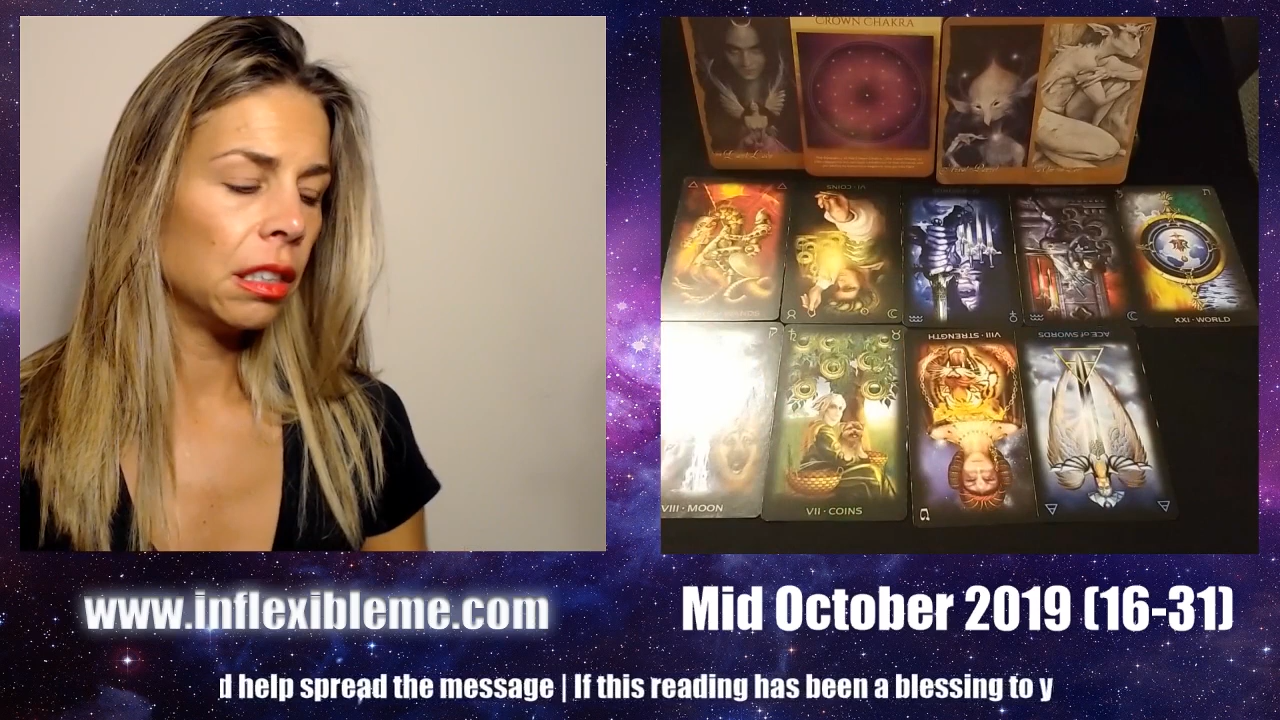 CROWN CHAKRA
VI · COINS
XXI · WORLD
VIII · STRENGTH
ACE of SWORDS
VIII · MOON
VII · COINS
www.inflexibleme.com
Mid October 2019 (16-31)
d help spread the message | If this reading has been a blessing to y